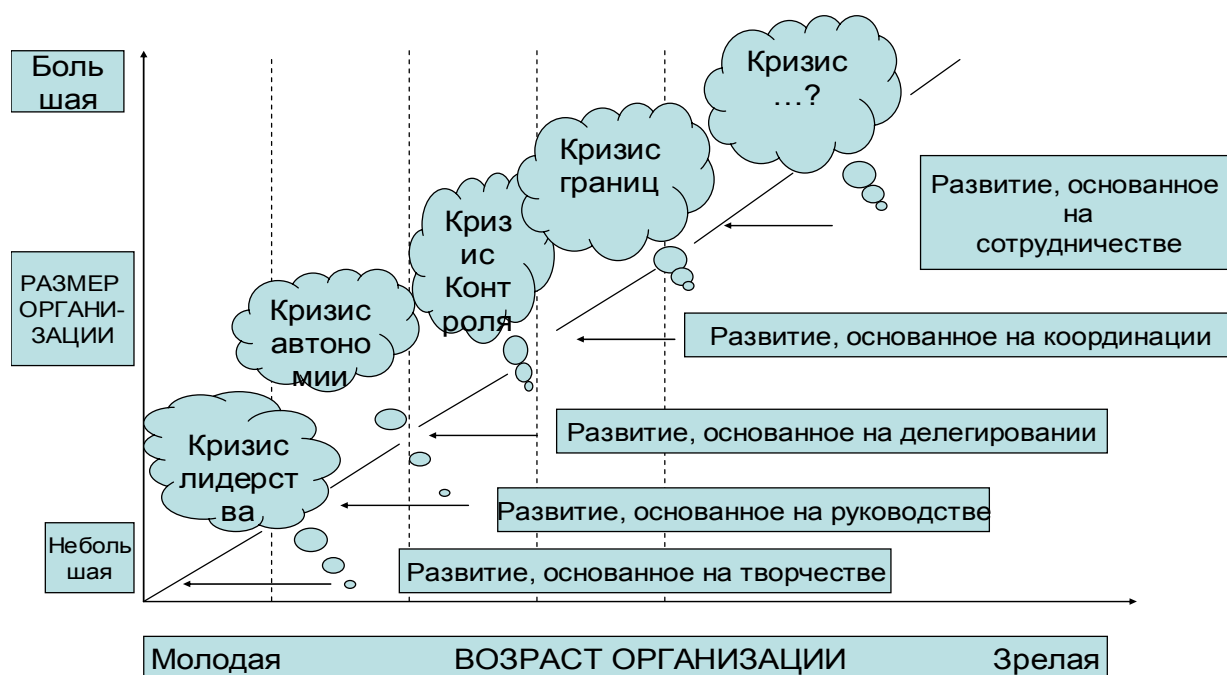 Боль
шая
Кризис
…?
Кризис
границ
Развитие, основанное
на
сотрудничестве
Криз
ис
Конт
роля
РАЗМЕР
ОРГАНИ-
ЗАЦИИ
Кризис
автоно
мии
Развитие, основанное на координации
Развитие, основанное на делегировании
Кризис
лидерст
ва
Развитие, основанное на руководстве
Неболь
шая
Развитие, основанное на творчестве
Молодая ВОЗРАСТ ОРГАНИЗАЦИИ Зрелая